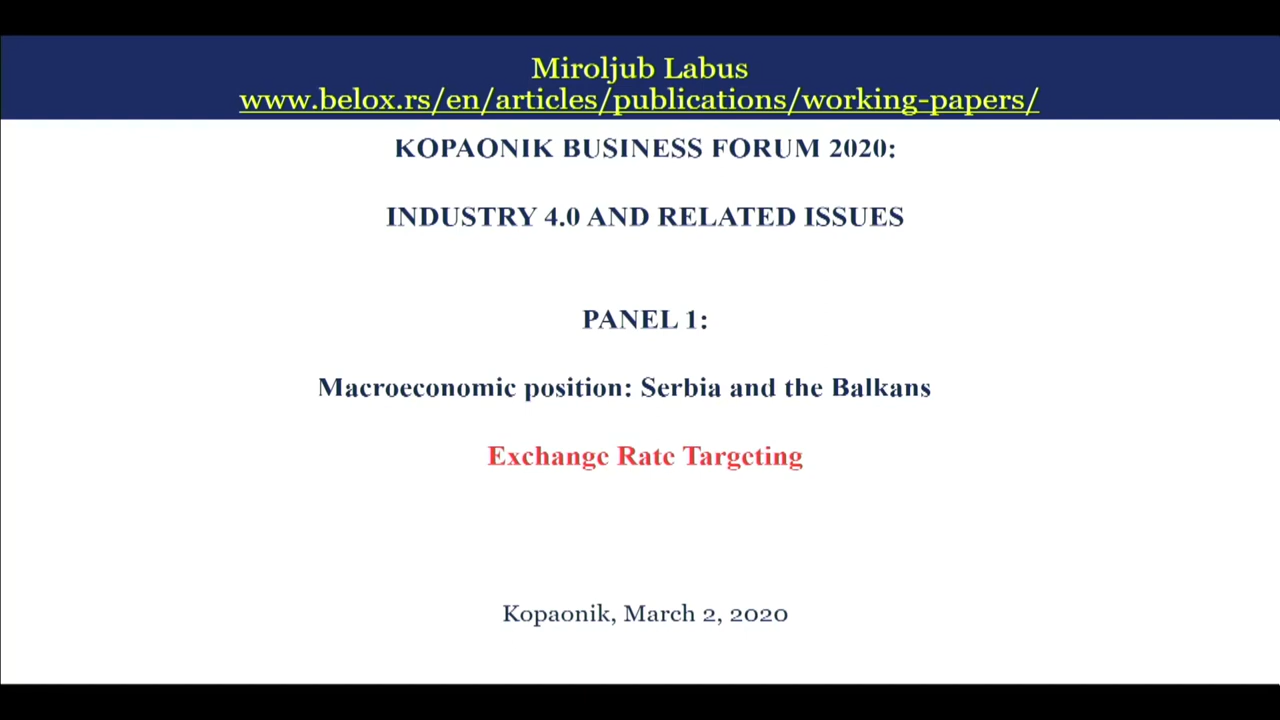 Miroljub Labus
www.belox.rs/en/articles/publications/working-papers/
KOPAONIK BUSINESS FORUM 2020:
INDUSTRY 4.0 AND RELATED ISSUES
PANEL 1:
Macroeconomic position: Serbia and the Balkans
Exchange Rate Targeting
Kopaonik, March 2, 2020